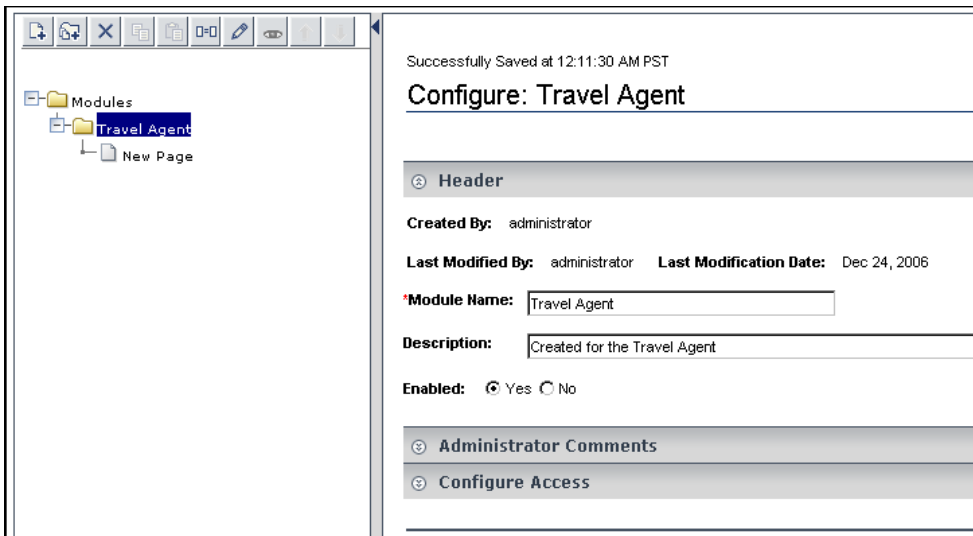 Modules
Travel Agent
New Page
Successfully Saved at 12:11:30 AM PST
Configure: Travel Agent
Header
Created By: administrator
Last Modified By: administrator Last Modification Date: Dec 24, 2006
*Module Name: Travel Agent
Description: Created for the Travel Agent
Enabled: Yes No
Administrator Comments
Configure Access